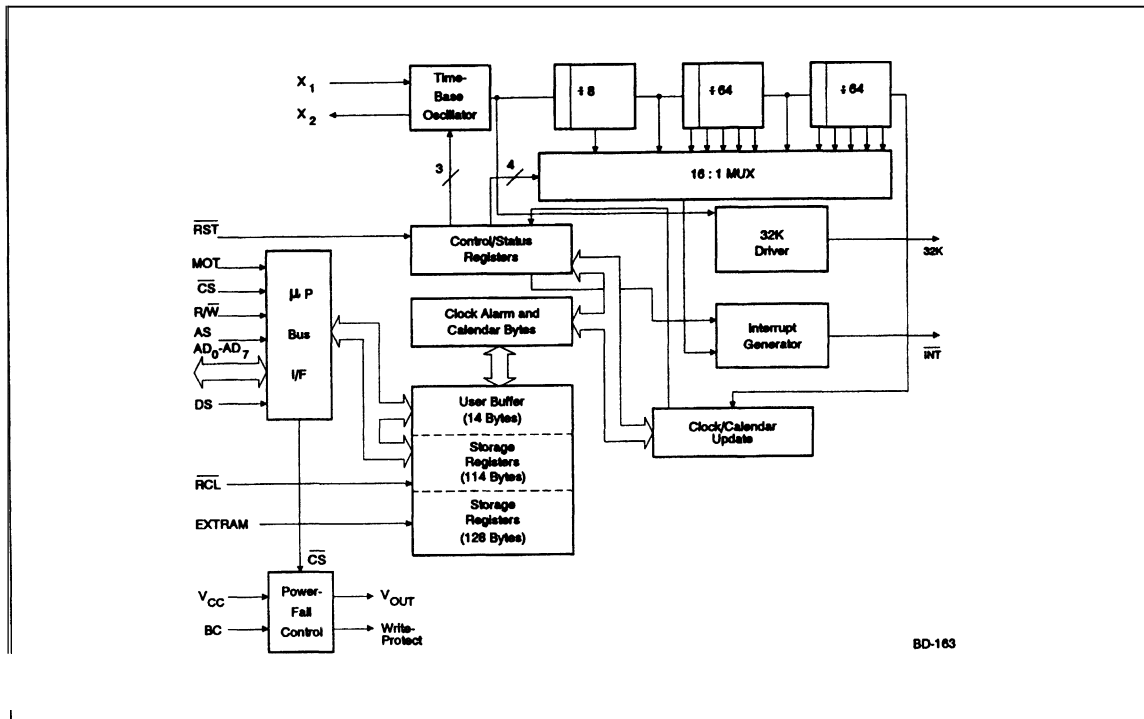 X1
X2
Time-
Base
Oscillator
÷ 8
÷ 64
÷ 64
3
4
16 : 1 MUX
RST
Control/Status
Registers
32K
Driver
32K
MOT
CS
R/W
AS
AD0-AD7
DS
μP
Bus
I/F
Clock Alarm and
Calendar Bytes
Interrupt
Generator
INT
User Buffer
(14 Bytes)
Clock/Calendar
Update
Storage
Registers
(114 Bytes)
RCL
Storage
Registers
(128 Bytes)
EXTRAM
CS
VCC
BC
Power-
Fail
Control
VOUT
Write-
Protect
BD-163